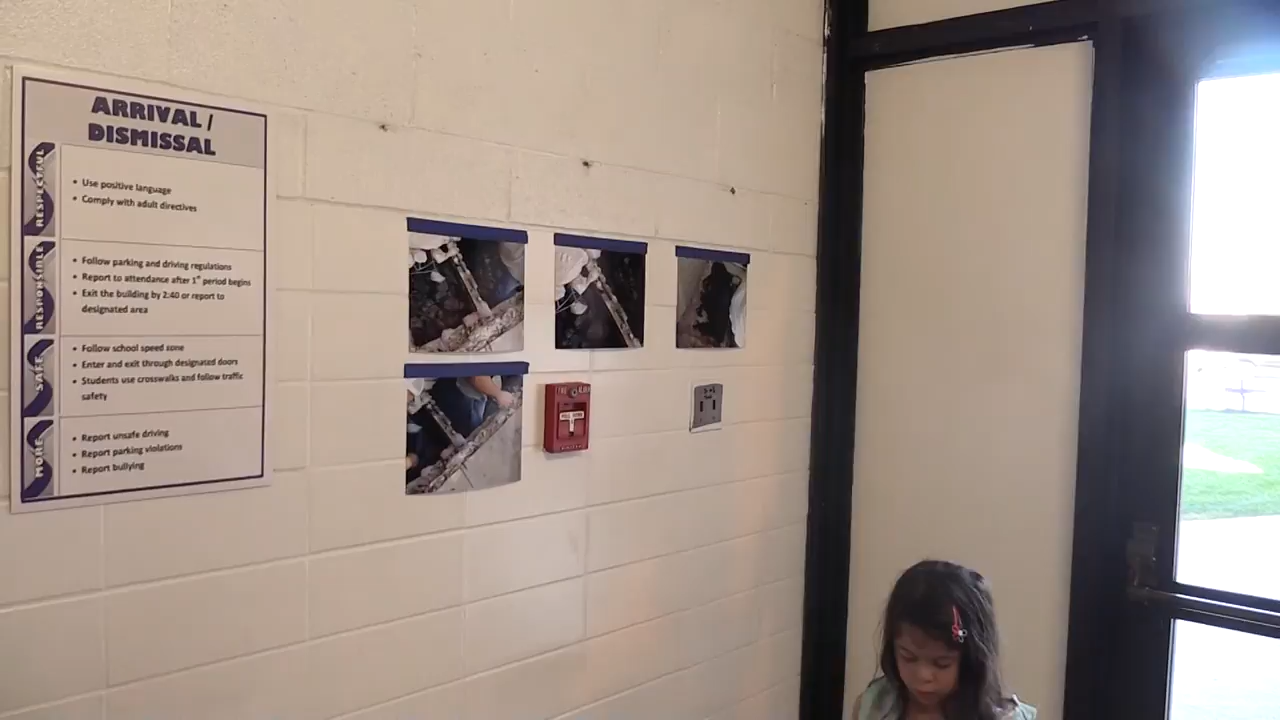 ARRIVAL /
DISMISSAL
RESPECTFUL
• Use positive language
• Comply with adult directives
RESPONSIBLE
• Follow parking and driving regulations
• Report to attendance after 1st period begins
• Exit the building by 2:40 or report to
designated area
SAFE
• Follow school speed zone
• Enter and exit through designated doors
• Students use crosswalks and follow traffic
safety
MORE
• Report unsafe driving
• Report parking violations
• Report bullying
FIRE ALARM
PULL DOWN